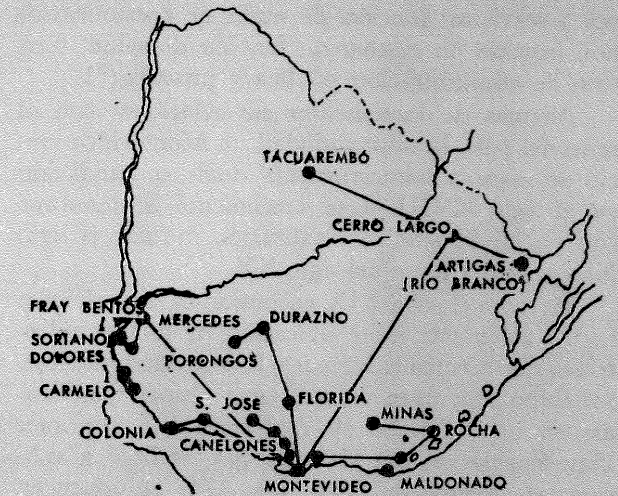 TACUAREMBÓ
CERRO LARGO
ARTIGAS
(RIO BRANCO)
FRAY BENTOS
MERCEDES
DURAZNO
SORIANO
DOLORES
PORONGOS
CARMELO
S. JOSE
FLORIDA
MINAS
COLONIA
CANELONES
ROCHA
MONTEVIDEO
MALDONADO